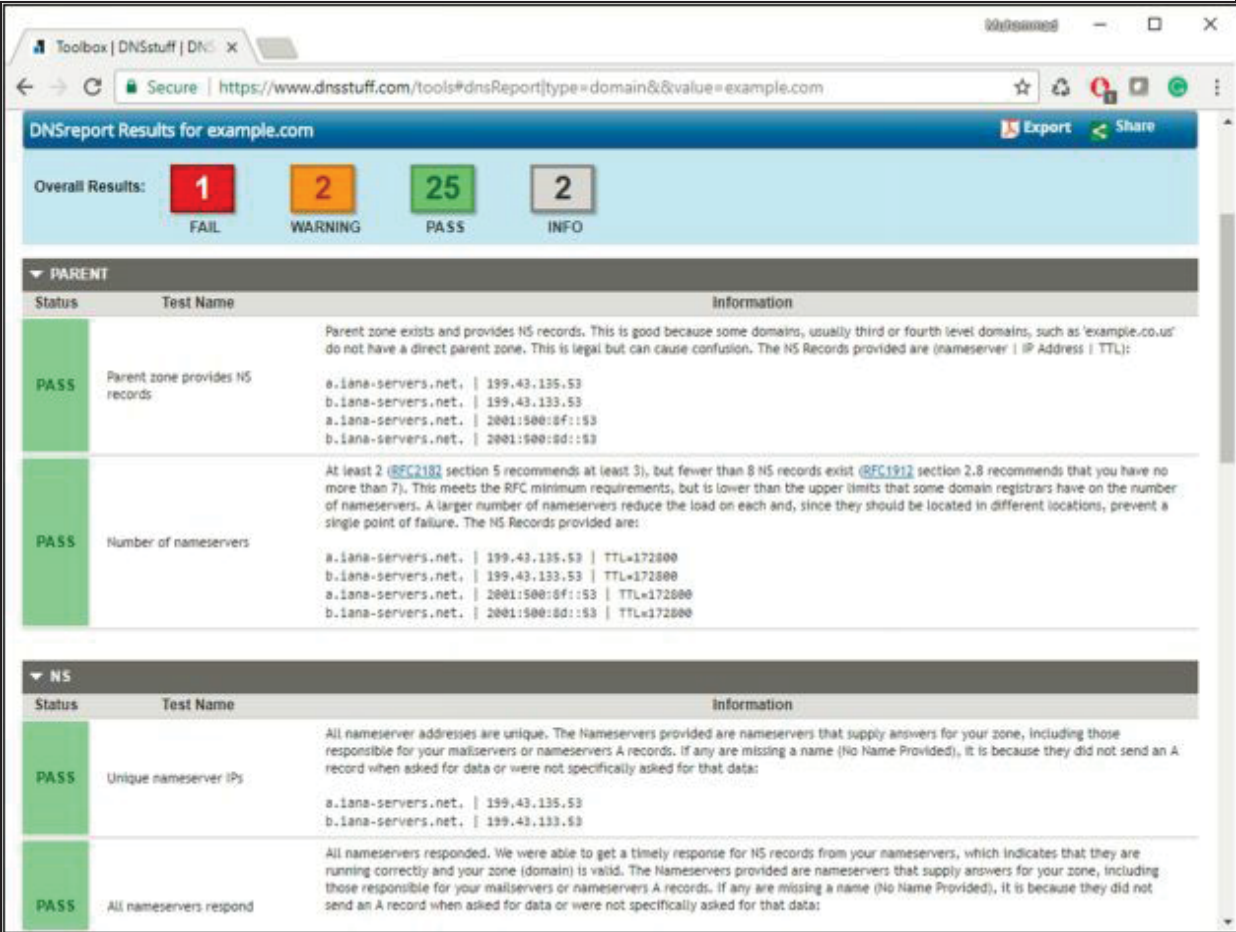 Mohammed
Toolbox | DNSstuff | DNS
Secure | https://www.dnsstuff.com/tools#dnsReport|type=domain&&value=example.com
DNSreport Results for example.com
Export
Share
Overall Results:
1
2
25
2
FAIL
WARNING
PASS
INFO
PARENT
Status
Test Name
Information
PASS
Parent zone provides NS
records
Parent zone exists and provides NS records. This is good because some domains, usually third or fourth level domains, such as 'example.co.us'
do not have a direct parent zone. This is legal but can cause confusion. The NS Records provided are (nameserver | IP Address | TTL):
a.iana-servers.net. | 199.43.135.53
b.iana-servers.net. | 199.43.133.53
a.iana-servers.net. | 2001:500:8f::53
b.iana-servers.net. | 2001:500:8d::53
PASS
Number of nameservers
At least 2 (RFC2182 section 5 recommends at least 3), but fewer than 8 NS records exist (RFC1912 section 2.8 recommends that you have no
more than 7). This meets the RFC minimum requirements, but is lower than the upper limits that some domain registrars have on the number
of nameservers. A larger number of nameservers reduce the load on each and, since they should be located in different locations, prevent a
single point of failure. The NS Records provided are:
a.iana-servers.net. | 199.43.135.53 | TTL=172800
b.iana-servers.net. | 199.43.133.53 | TTL=172800
a.iana-servers.net. | 2001:500:8f::53 | TTL=172800
b.iana-servers.net. | 2001:500:8d::53 | TTL=172800
NS
Status
Test Name
Information
PASS
Unique nameserver IPs
All nameserver addresses are unique. The Nameservers provided are nameservers that supply answers for your zone, including those
responsible for your mailservers or nameservers A records. If any are missing a name (No Name Provided), it is because they did not send an A
record when asked for data or were not specifically asked for that data:
a.iana-servers.net. | 199.43.135.53
b.iana-servers.net. | 199.43.133.53
PASS
All nameservers respond
All nameservers responded. We were able to get a timely response for NS records from your nameservers, which indicates that they are
running correctly and your zone (domain) is valid. The Nameservers provided are nameservers that supply answers for your zone, including
those responsible for your mailservers or nameservers A records. If any are missing a name (No Name Provided), it is because they did not
send an A record when asked for data or were not specifically asked for that data: